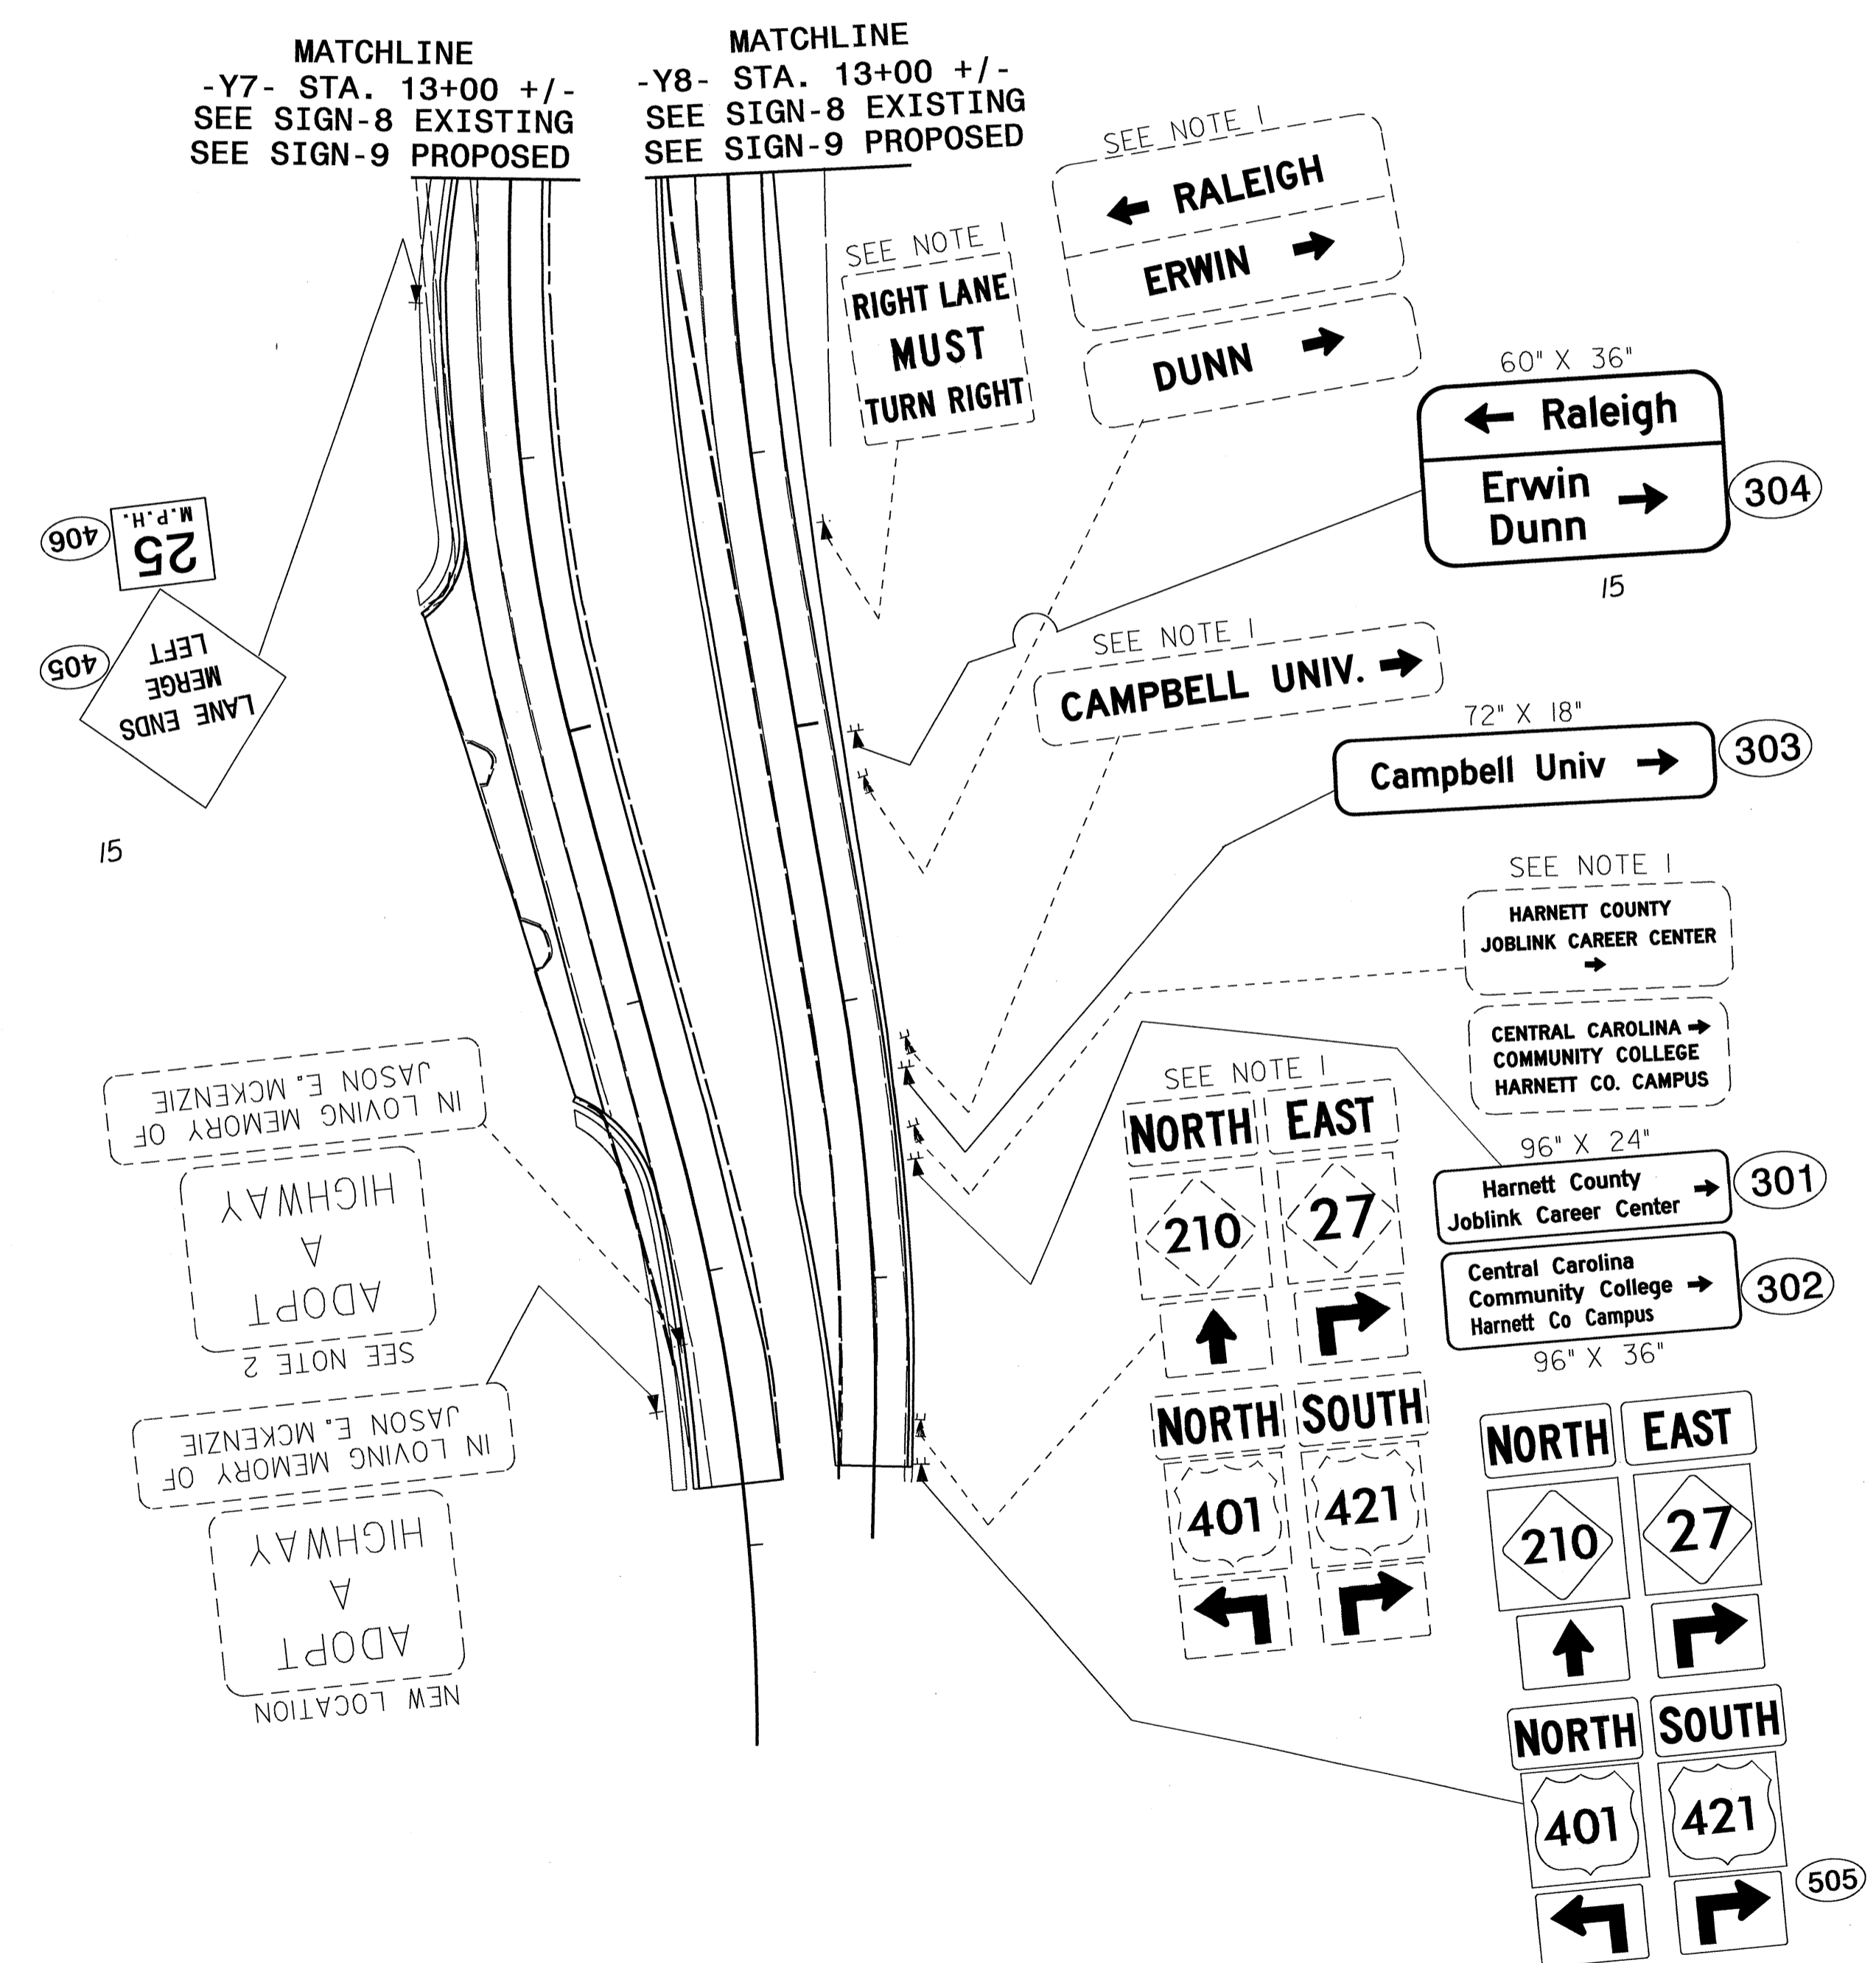 MATCHLINE
-Y7- STA. 13+00 +/-
SEE SIGN-8 EXISTING
SEE SIGN-9 PROPOSED
MATCHLINE
-Y8- STA. 13+00 +/-
SEE SIGN-8 EXISTING
SEE SIGN-9 PROPOSED
SEE NOTE 1
RALEIGH
ERWIN
DUNN
SEE NOTE 1
RIGHT LANE
MUST
TURN RIGHT
60" X 36"
Raleigh
Erwin
Dunn
304
15
406
25
M.P.H.
405
LANE ENDS
MERGE
LEFT
15
SEE NOTE 1
CAMPBELL UNIV.
72" X 18"
Campbell Univ
303
SEE NOTE 1
HARNETT COUNTY
JOBLINK CAREER CENTER
CENTRAL CAROLINA
COMMUNITY COLLEGE
HARNETT CO. CAMPUS
96" X 24"
Harnett County
Joblink Career Center
301
Central Carolina
Community College
Harnett Co Campus
302
96" X 36"
SEE NOTE 1
NORTH EAST
210 27
NORTH SOUTH
401 421
NORTH EAST
210 27
NORTH SOUTH
401 421
505
SEE NOTE 2
ADOPT
A
HIGHWAY
IN LOVING MEMORY OF
JASON E. MCKENZIE
NEW LOCATION
ADOPT
A
HIGHWAY
IN LOVING MEMORY OF
JASON E. MCKENZIE